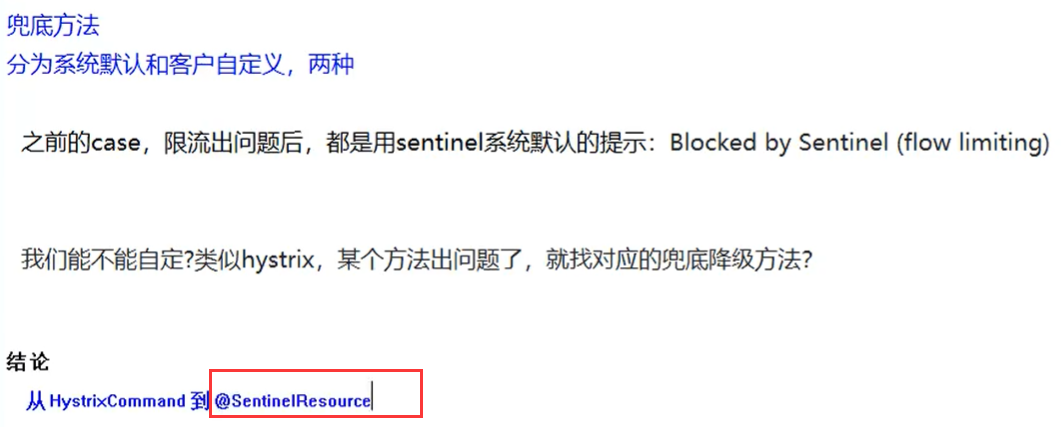 兜底方法
分为系统默认和客户自定义，两种
之前的case，限流出问题后，都是用sentinel系统默认的提示：Blocked by Sentinel (flow limiting)
我们能不能自定?类似hystrix，某个方法出问题了，就找对应的兜底降级方法?
结论
从 HystrixCommand 到 @SentinelResource